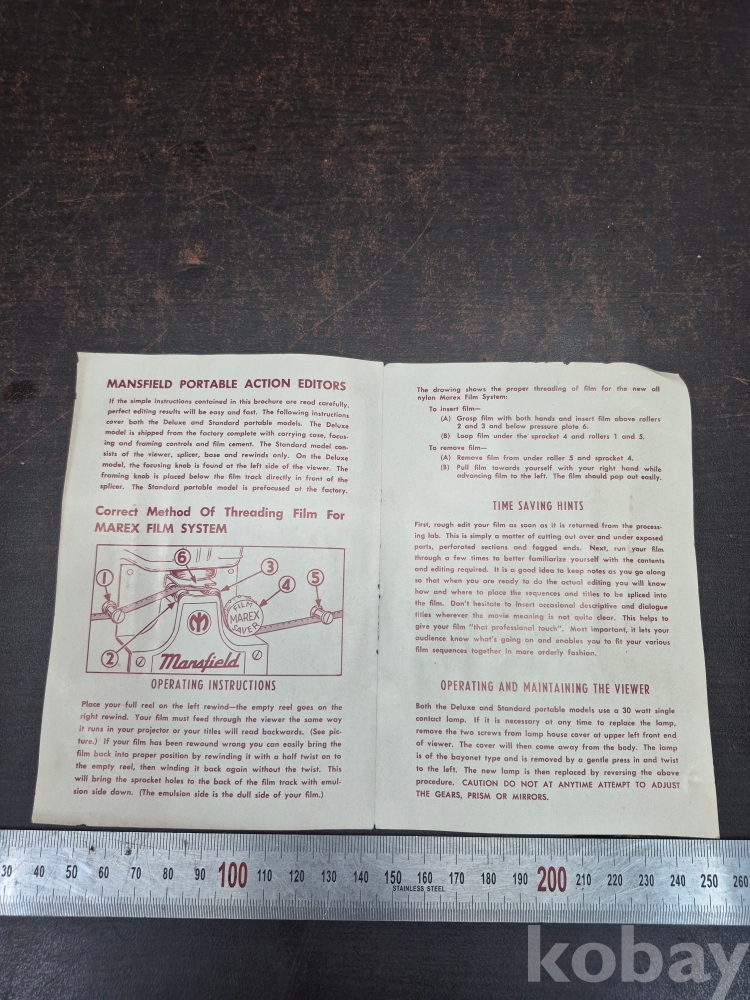 MANSFIELD PORTABLE ACTION EDITORS
If the simple instructions contained in this brochure are read carefully,
perfect editing results will be easy and fast. The following instructions
cover both the Deluxe and Standard portable models. The Deluxe
model is shipped from the factory complete with carrying case, focus-
ing and framing controls and film cement. The Standard model con-
sists of the viewer, splicer, base and rewinds only. On the Deluxe
model, the focusing knob is found at the left side of the viewer. The
framing knob is placed below the film track directly in front of the
splicer. The Standard portable model is prefocused at the factory.
Correct Method Of Threading Film For
MAREX FILM SYSTEM
1
2
3
4
5
6
FILM
MAREX
SAVER
M
Mansfield
OPERATING INSTRUCTIONS
Place your full reel on the left rewind—the empty reel goes on the
right rewind. Your film must feed through the viewer the same way
it runs in your projector or your titles will read backwards. (See pic-
ture.) If your film has been rewound wrong you can easily bring the
film back into proper position by rewinding it with a half twist on to
the empty reel, then winding it back again without the twist. This
will bring the sprocket holes to the back of the film track with emul-
sion side down. (The emulsion side is the dull side of your film.)
The drawing shows the proper threading of film for the new all
nylon Marex Film System:
To insert film—
(A) Grasp film with both hands and insert film above rollers
2 and 3 and below pressure plate 6.
(B) Loop film under the sprocket 4 and rollers 1 and 5.
To remove film—
(A) Remove film from under roller 5 and sprocket 4.
(B) Pull film towards yourself with your right hand while
advancing film to the left. The film should pop out easily.
TIME SAVING HINTS
First, rough edit your film as soon as it is returned from the process-
ing lab. This is simply a matter of cutting out over and under exposed
parts, perforated sections and fogged ends. Next, run your film
through a few times to better familiarize yourself with the contents
and editing required. It is a good idea to keep notes as you go along
so that when you are ready to do the actual editing you will know
how and where to place the sequences and titles to be spliced into
the film. Don't hesitate to insert occasional descriptive and dialogue
titles wherever the movie meaning is not quite clear. This helps to
give your film "that professional touch". Most important, it lets your
audience know what's going on and enables you to fit your various
film sequences together in more orderly fashion.
OPERATING AND MAINTAINING THE VIEWER
Both the Deluxe and Standard portable models use a 30 watt single
contact lamp. If it is necessary at any time to replace the lamp,
remove the two screws from lamp house cover at upper left front end
of viewer. The cover will then come away from the body. The lamp
is of the bayonet type and is removed by a gentle press in and twist
to the left. The new lamp is then replaced by reversing the above
procedure. CAUTION DO NOT AT ANYTIME ATTEMPT TO ADJUST
THE GEARS, PRISM OR MIRRORS.
30 40 50 60 70 80 90 100 110 120 130 140 150 160 170 180 190 200 210 220 230 240 250 260
STAINLESS STEEL
kobay